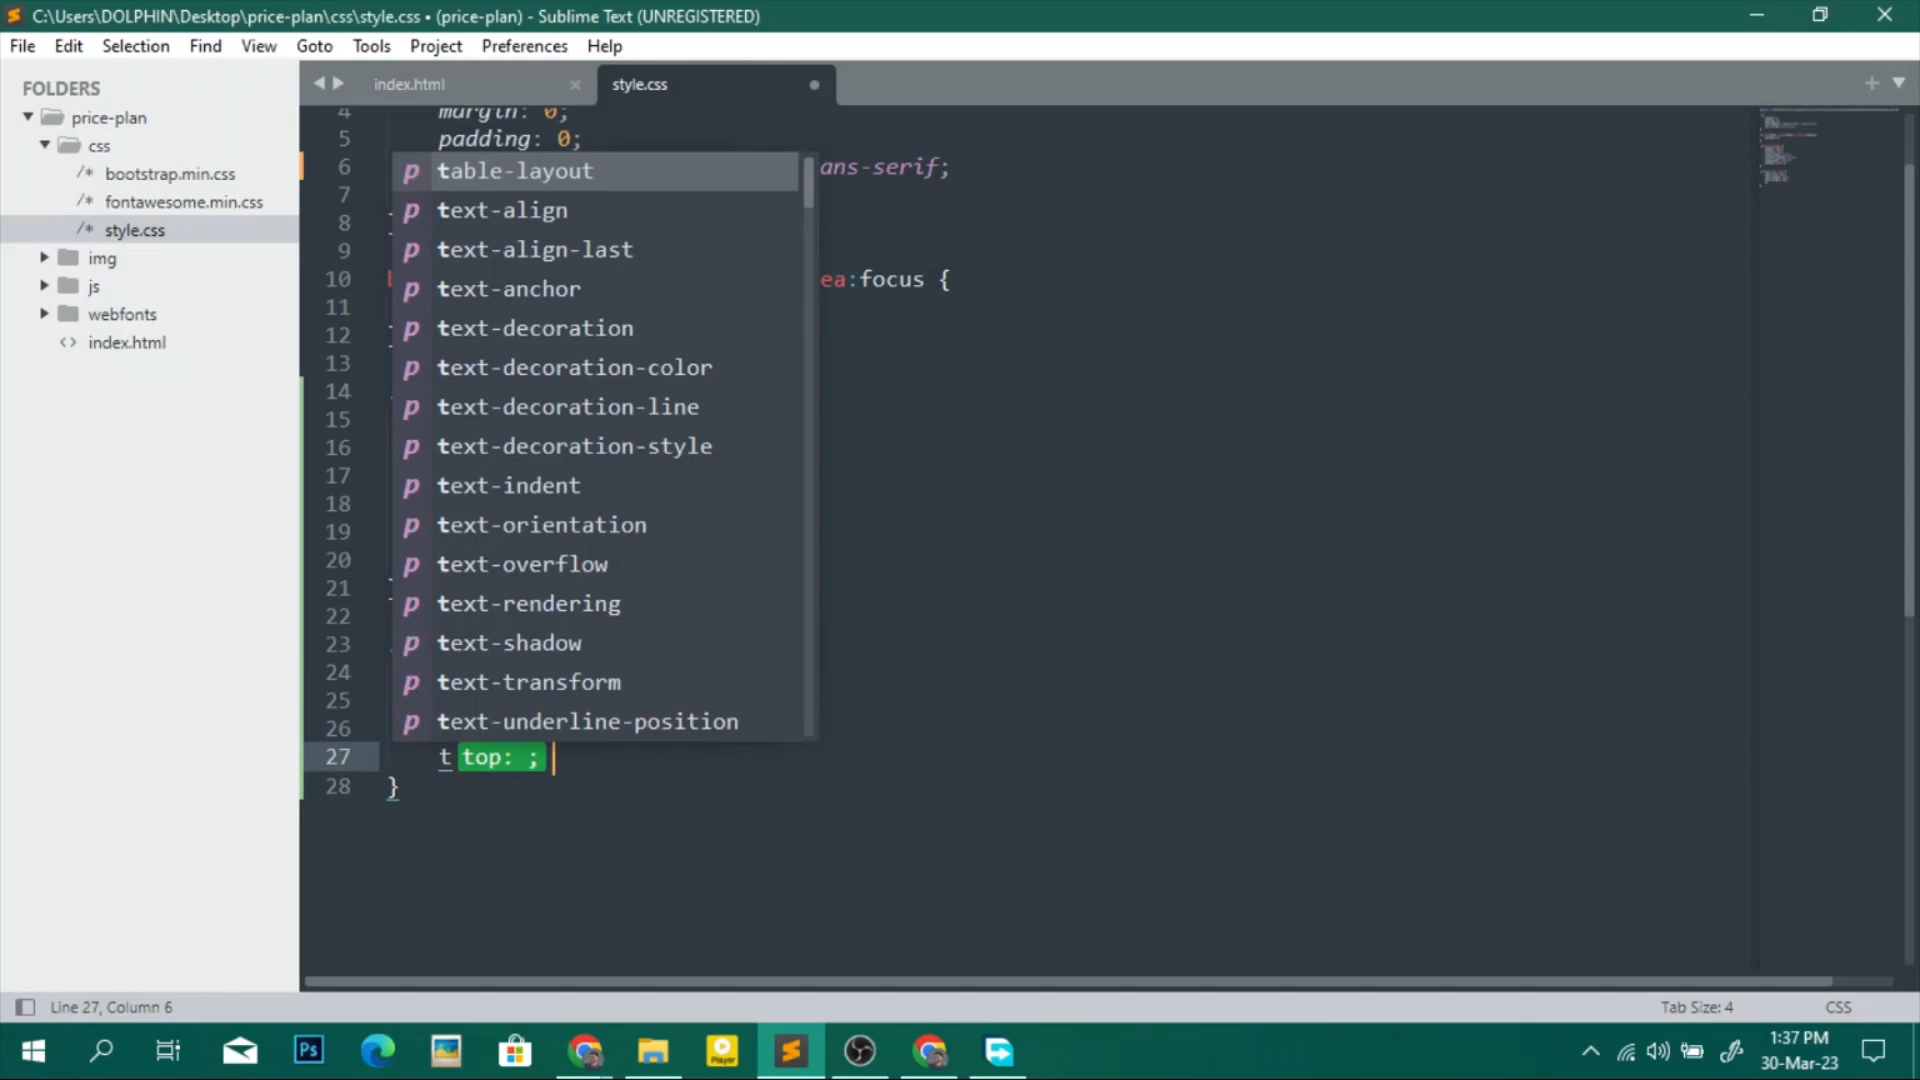 C:\Users\DOLPHIN\Desktop\price-plan\css\style.css • (price-plan) - Sublime Text (UNREGISTERED)
File Edit Selection Find View Goto Tools Project Preferences Help
FOLDERS
price-plan
css
/* bootstrap.min.css
/* fontawesome.min.css
/* style.css
img
js
webfonts
<> index.html
index.html
style.css
4 margin: 0;
5 padding: 0;
6 ans-serif;
7
8
9
10 ea:focus {
11
12
13
14
15
16
17
18
19
20
21
22
23
24
25
26
p table-layout
p text-align
p text-align-last
p text-anchor
p text-decoration
p text-decoration-color
p text-decoration-line
p text-decoration-style
p text-indent
p text-orientation
p text-overflow
p text-rendering
p text-shadow
p text-transform
p text-underline-position
27 t top: ;
28 }
Line 27, Column 6
Tab Size: 4
CSS
Ps
Player
1:37 PM
30-Mar-23